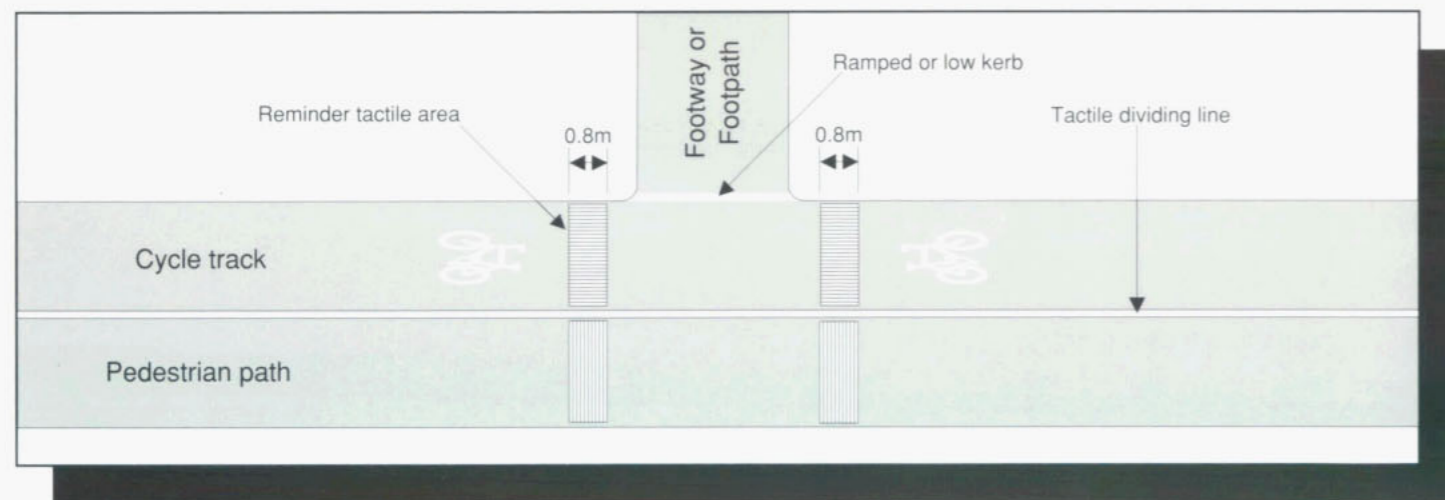 Footway or
Footpath
Ramped or low kerb
Reminder tactile area
Tactile dividing line
0.8m
0.8m
Cycle track
Pedestrian path